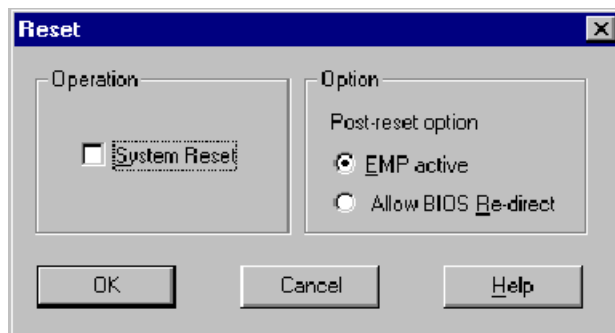 Reset
Operation
System Reset
Option
Post-reset option
EMP active
Allow BIOS Re-direct
OK
Cancel
Help